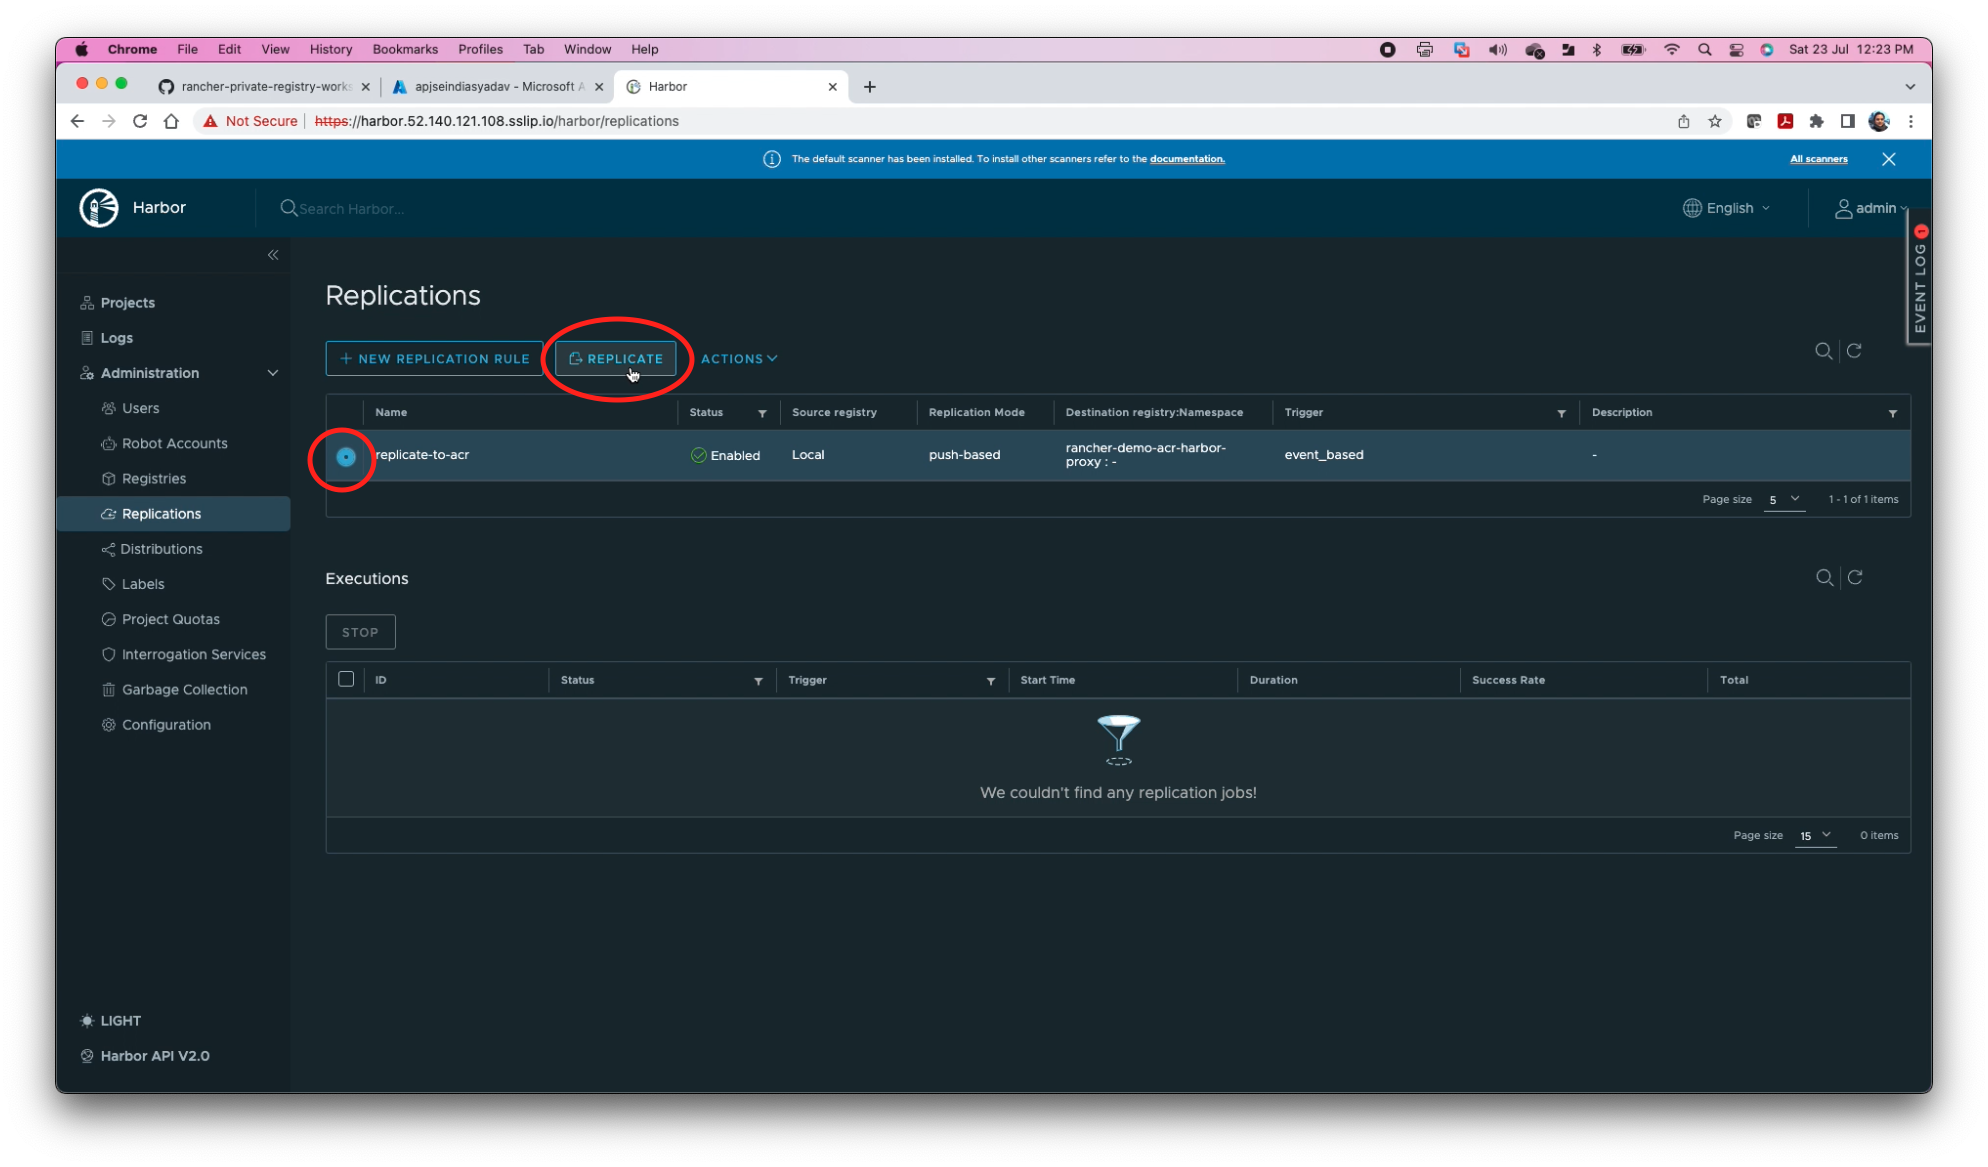 Chrome File Edit View History Bookmarks Profiles Tab Window Help Sat 23 Jul 12:23 PM
rancher-private-registry-works apjseindiasyadav - Microsoft A Harbor
Not Secure https://harbor.52.140.121.108.sslip.io/harbor/replications
The default scanner has been installed. To install other scanners refer to the documentation. All scanners
Harbor Search Harbor... English admin
EVENT LOG 1
Projects
Logs
Administration
Users
Robot Accounts
Registries
Replications
Distributions
Labels
Project Quotas
Interrogation Services
Garbage Collection
Configuration
LIGHT
Harbor API V2.0
Replications
NEW REPLICATION RULE REPLICATE ACTIONS
Name Status Source registry Replication Mode Destination registry:Namespace Trigger Description
replicate-to-acr Enabled Local push-based rancher-demo-acr-harbor- event_based -
proxy : -
Page size 5 1 - 1 of 1 items
Executions
STOP
ID Status Trigger Start Time Duration Success Rate Total
We couldn't find any replication jobs!
Page size 15 0 items